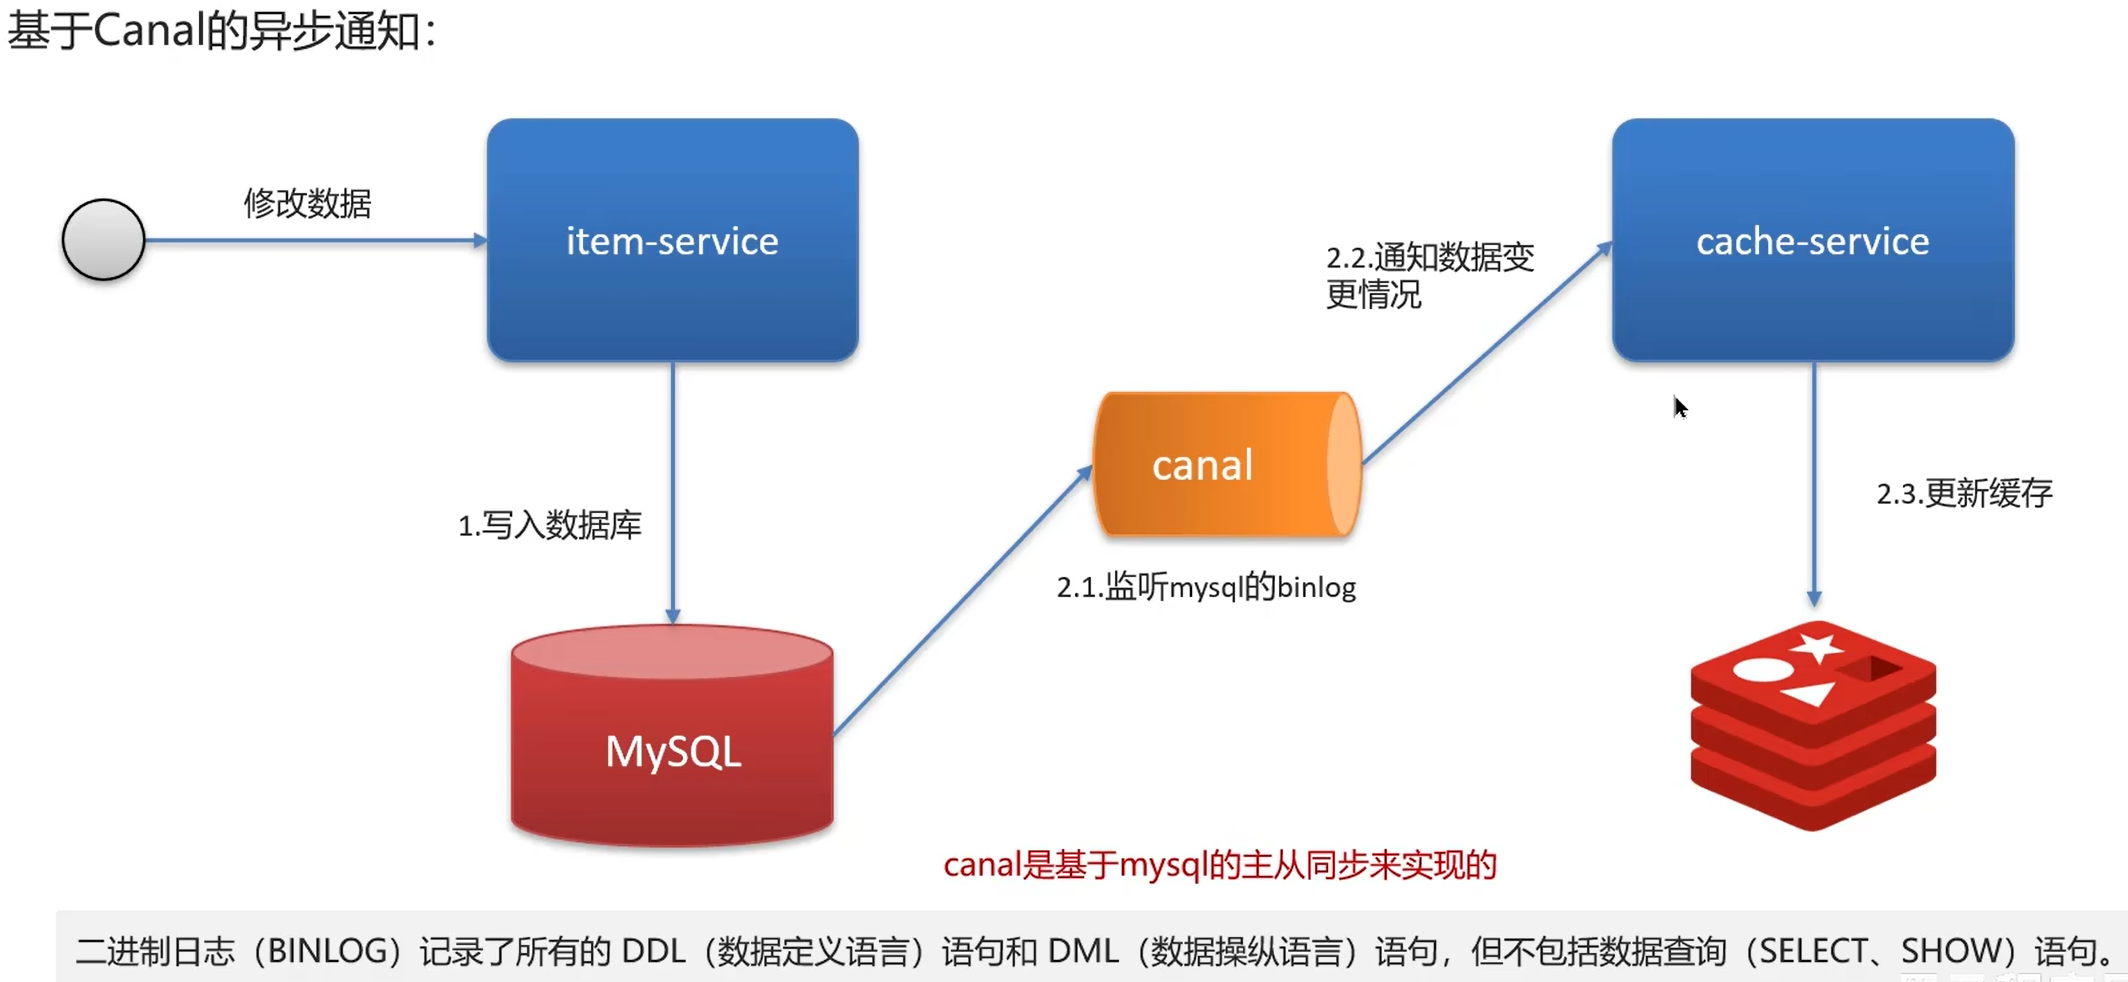 基于Canal的异步通知：
修改数据
item-service
cache-service
2.2.通知数据变
更情况
canal
2.3.更新缓存
1.写入数据库
2.1.监听mysql的binlog
MySQL
canal是基于mysql的主从同步来实现的
二进制日志（BINLOG）记录了所有的 DDL（数据定义语言）语句和 DML（数据操纵语言）语句，但不包括数据查询（SELECT、SHOW）语句。